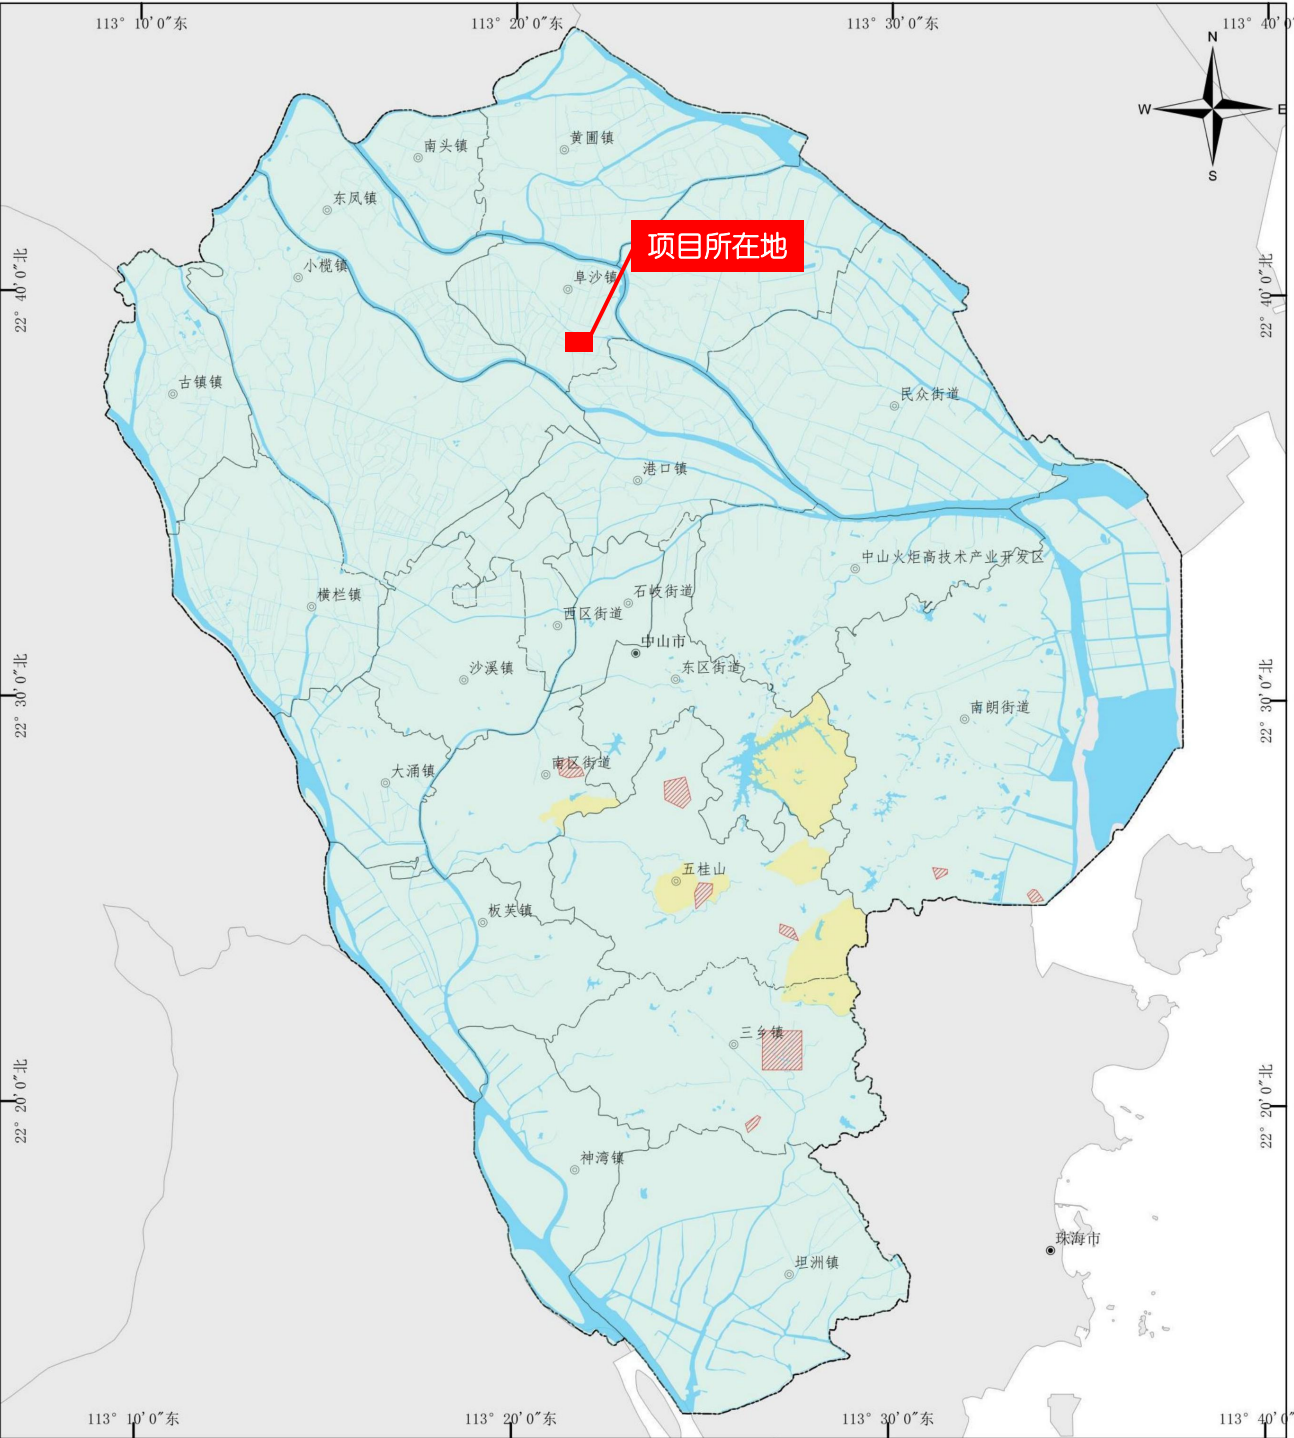 113° 10′0″东
113° 20′0″东
113° 30′0″东
113° 40′0″
N
W
E
S
黄圃镇
南头镇
东凤镇
项目所在地
小榄镇
阜沙镇
22° 40′0″北
22° 40′0″北
古镇镇
民众街道
港口镇
中山火炬高技术产业开发区
横栏镇
石岐街道
西区街道
中山市
沙溪镇
东区街道
22° 30′0″北
22° 30′0″北
南朗街道
大涌镇
南区街道
五桂山
板芙镇
三乡镇
22° 20′0″北
22° 20′0″北
神湾镇
珠海市
坦洲镇
113° 10′0″东
113° 20′0″东
113° 30′0″东
113° 40′0″